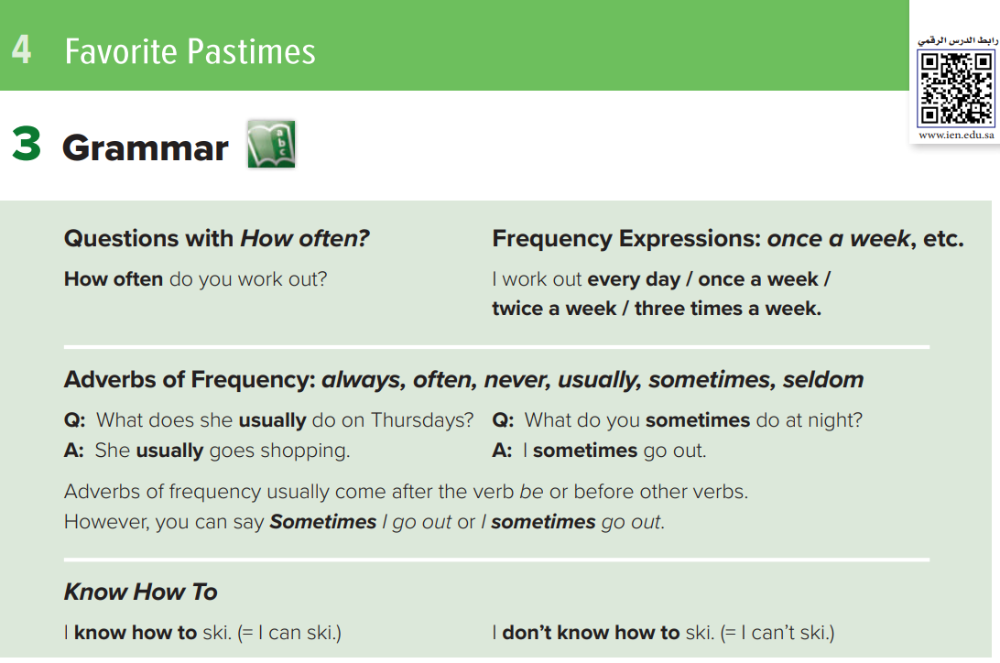 4 Favorite Pastimes
رابط الدرس الرقمي
www.ien.edu.sa
3 Grammar
a
b
c
Questions with How often?
How often do you work out?
Frequency Expressions: once a week, etc.
I work out every day / once a week /
twice a week / three times a week.
Adverbs of Frequency: always, often, never, usually, sometimes, seldom
Q: What does she usually do on Thursdays?
A: She usually goes shopping.
Q: What do you sometimes do at night?
A: I sometimes go out.
Adverbs of frequency usually come after the verb be or before other verbs.
However, you can say Sometimes I go out or I sometimes go out.
Know How To
I know how to ski. (= I can ski.)
I don’t know how to ski. (= I can’t ski.)